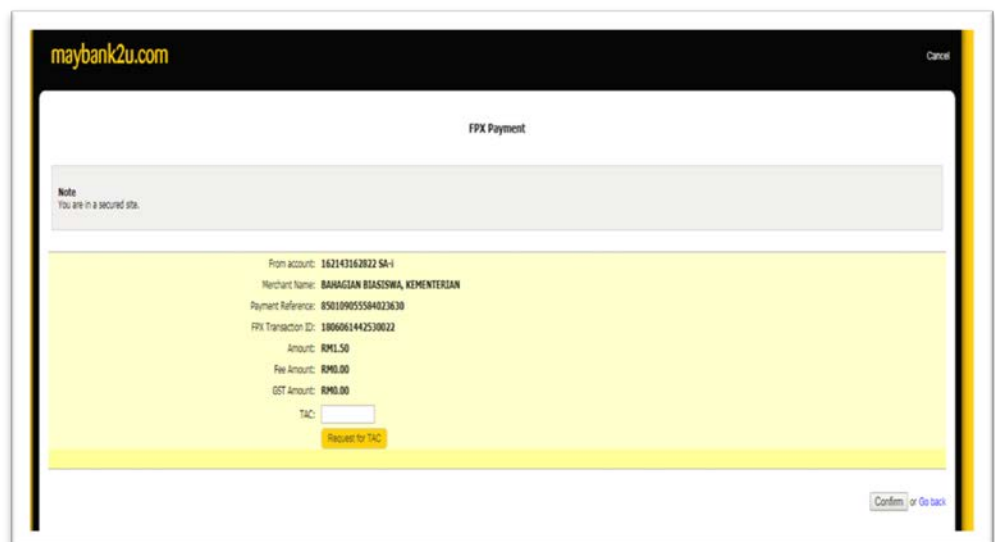 maybank2u.com
Cancel
FPX Payment
Note
You are in a secured site.
From account: 162143162822 SA-i
Merchant Name: BAHAGIAN BIASISWA, KEMENTERIAN
Payment Reference: 850109055584023630
FPX Transaction ID: 1806061442530022
Amount: RM1.50
Fee Amount: RM0.00
GST Amount: RM0.00
TAC:
Request for TAC
Confirm or Go back